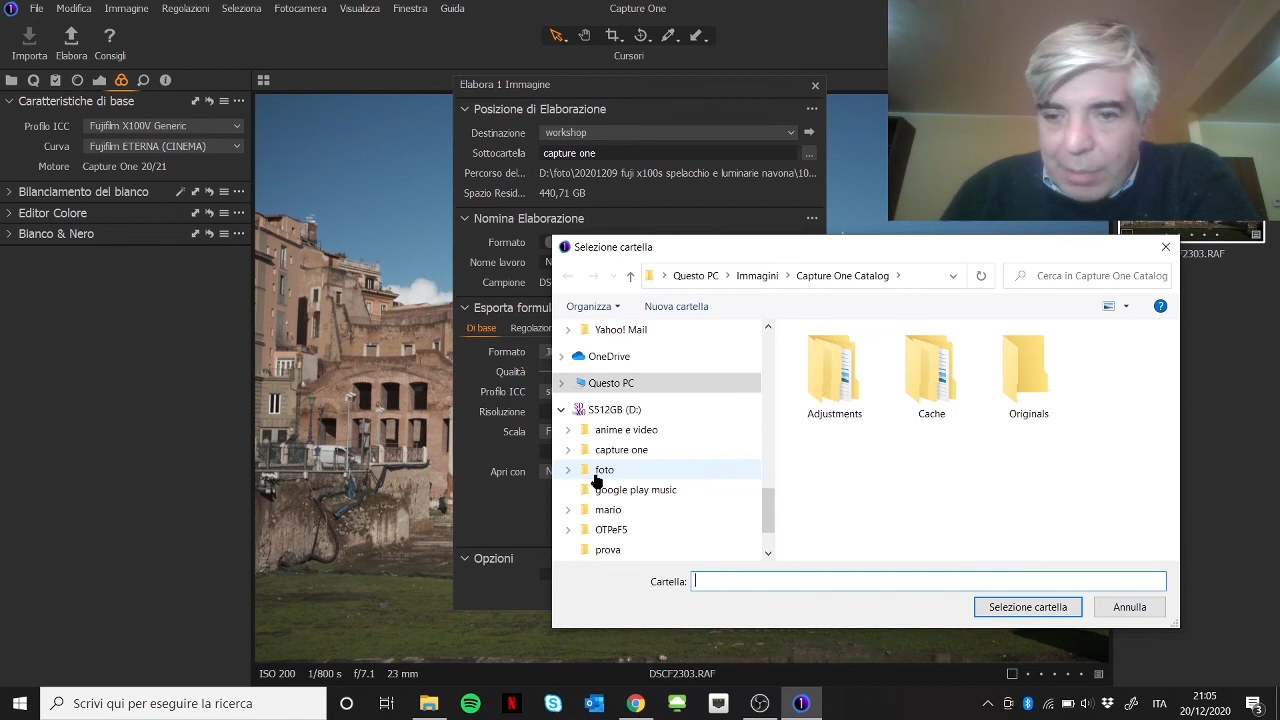 File Modifica Immagine Regolazioni Seleziona Fotocamera Visualizza Finestra Guida Capture One
Importa Elabora Consigli
Cursori
Caratteristiche di base
Profilo ICC Fujifilm X100V Generic
Curva Fujifilm ETERNA (CINEMA)
Motore Capture One 20/21
Bilanciamento del bianco
Editor Colore
Bianco & Nero
Elabora 1 Immagine
Posizione di Elaborazione
Destinazione workshop
Sottocartella capture one
Percorso del... D:\foto\20201209 fuji x100s spelacchio e luminarie navona\10...
Spazio Resid... 440,71 GB
Nomina Elaborazione
Formato
Nome lavoro
Campione
Esporta formul
Di base Regolazion
Formato
Qualità
Profilo ICC
Risoluzione
Scala
Apri con
Opzioni
Selezione cartella
Questo PC Immagini Capture One Catalog
Cerca in Capture One Catalog
Organizza Nuova cartella
Yahoo! Mail
OneDrive
Questo PC
S512GB (D:)
anime e video
capture one
foto
google play music
mario
OTPeF5
prova
Adjustments Cache Originals
Cartella:
Selezione cartella Annulla
ISO 200 1/800 s f/7.1 23 mm DSCF2303.RAF
Scrivi qui per eseguire la ricerca
ITA
21:05
20/12/2020
3